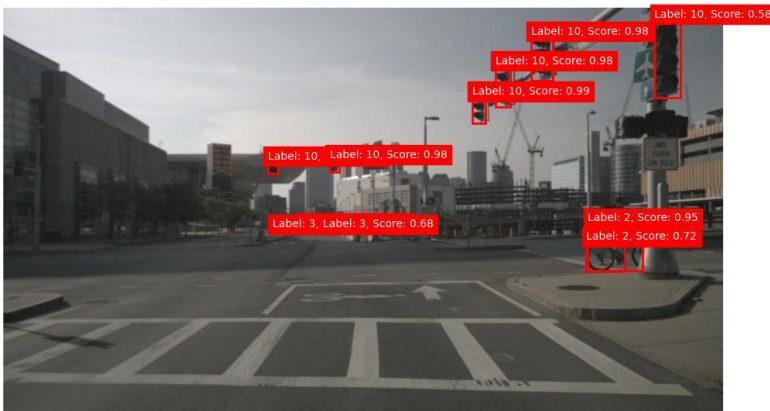 Label: 10, Score: 0.58
Label: 10, Score: 0.98
Label: 10, Score: 0.98
Label: 10, Score: 0.99
Label: 10,
Label: 10, Score: 0.98
Label: 3,
Label: 3, Score: 0.68
Label: 2, Score: 0.95
Label: 2, Score: 0.72
NO
TURN
ON RED